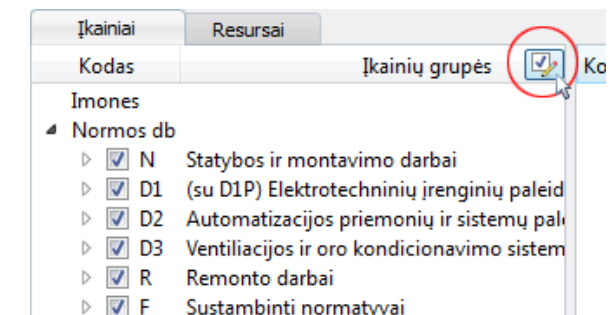 Įkainiai Resursai
Kodas Įkainių grupės Ko
Imones
Normos db
N Statybos ir montavimo darbai
D1 (su D1P) Elektrotechninių įrenginių paleid
D2 Automatizacijos priemonių ir sistemų pal
D3 Ventiliacijos ir oro kondicionavimo sistem
R Remonto darbai
F Sustambinti normatyvai